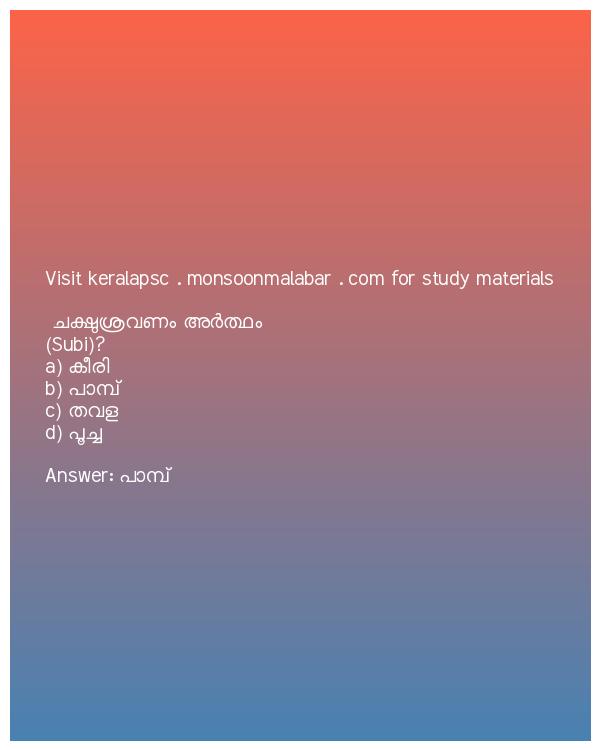 Visit keralapsc . monsoonmalabar . com for study materials
ചക്ഷുശ്രവണം അർത്ഥം
(Subi)?
a) കീരി
b) പാമ്പ്
c) തവള
d) പൂച്ച
Answer: പാമ്പ്